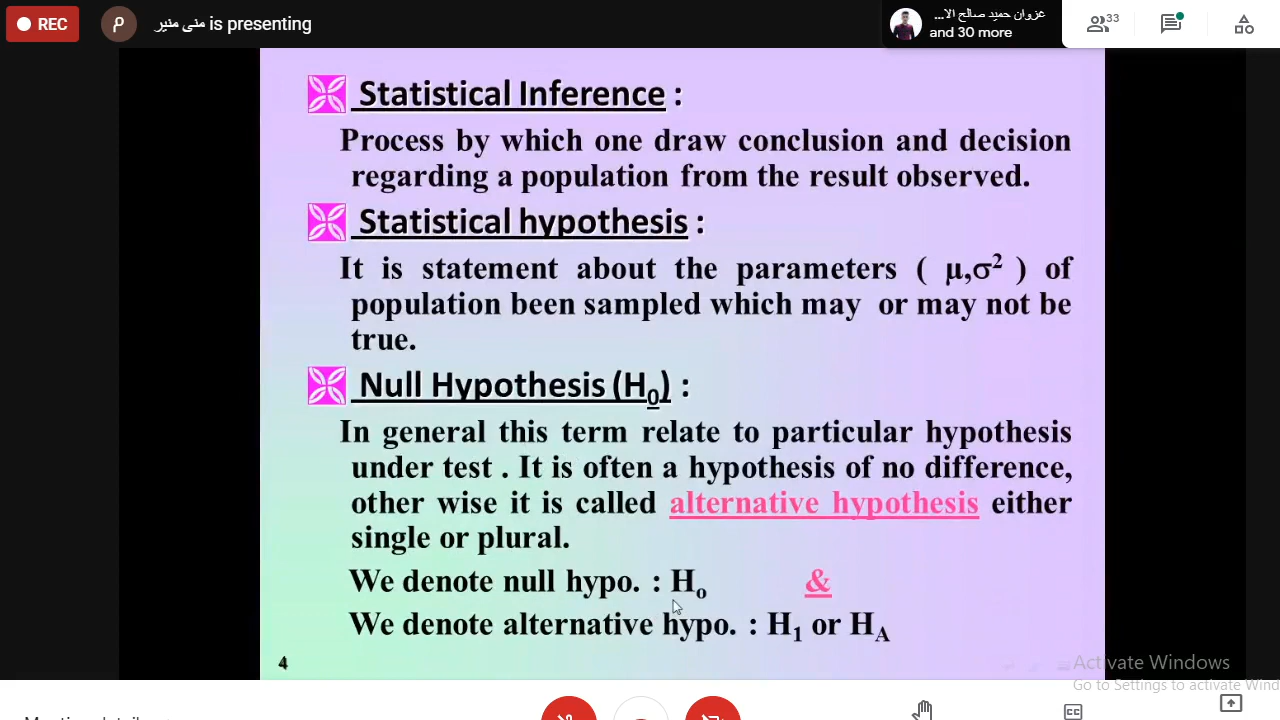 REC
م
منى منير is presenting
عزوان حميد صالح الا...
and 30 more
33
Statistical Inference :
Process by which one draw conclusion and decision
regarding a population from the result observed.
Statistical hypothesis :
It is statement about the parameters ( μ,σ² ) of
population been sampled which may or may not be
true.
Null Hypothesis (H₀) :
In general this term relate to particular hypothesis
under test . It is often a hypothesis of no difference,
other wise it is called alternative hypothesis either
single or plural.
We denote null hypo. : Hₒ &
We denote alternative hypo. : H₁ or H_A
4
Activate Windows
Go to Settings to activate Wind
CC